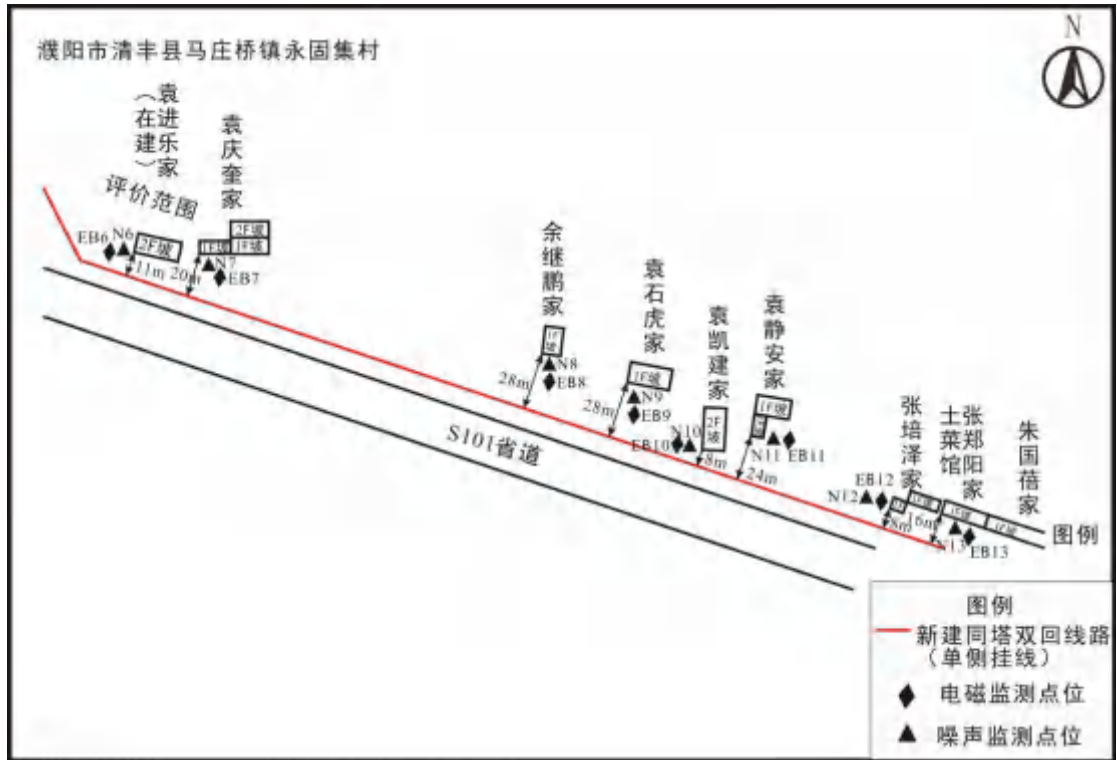 濮阳市清丰县马庄桥镇永固集村
N
袁进乐家
（在建）
袁庆奎家
评价范围
EB6
N6
2F坡
11m
20m
1F坡
2F坡
1F坡
N7
EB7
余继鹏家
1F坡
N8
EB8
28m
袁石虎家
1F坡
N9
EB9
28m
袁凯建家
2F坡
N10
EB10
8m
袁静安家
1F坡
N11
EB11
24m
S101省道
张培泽家
EB12
N12
8m
张郑阳家
土菜馆
16m
1F坡
N13
EB13
朱国蓓家
1F坡
图例
图例
新建同塔双回线路
（单侧挂线）
电磁监测点位
噪声监测点位